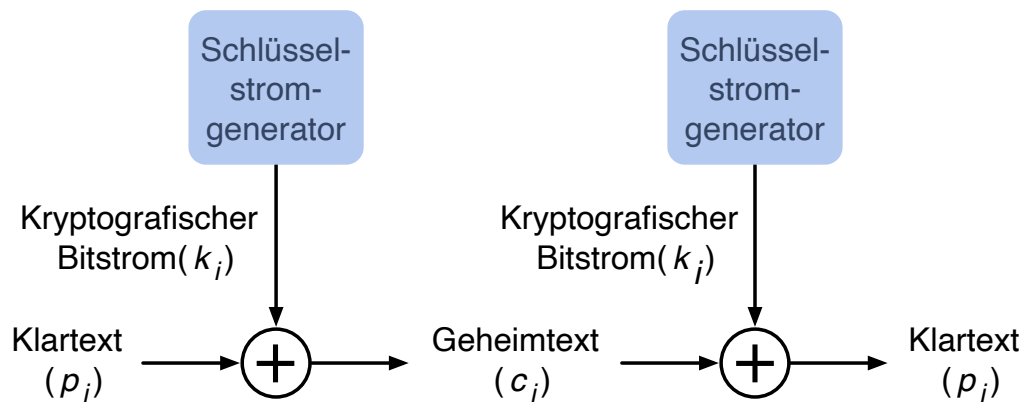 Schlüssel-
strom-
generator
Schlüssel-
strom-
generator
Kryptografischer
Bitstrom(k_i)
Kryptografischer
Bitstrom(k_i)
Klartext
(p_i)
+
Geheimtext
(c_i)
+
Klartext
(p_i)